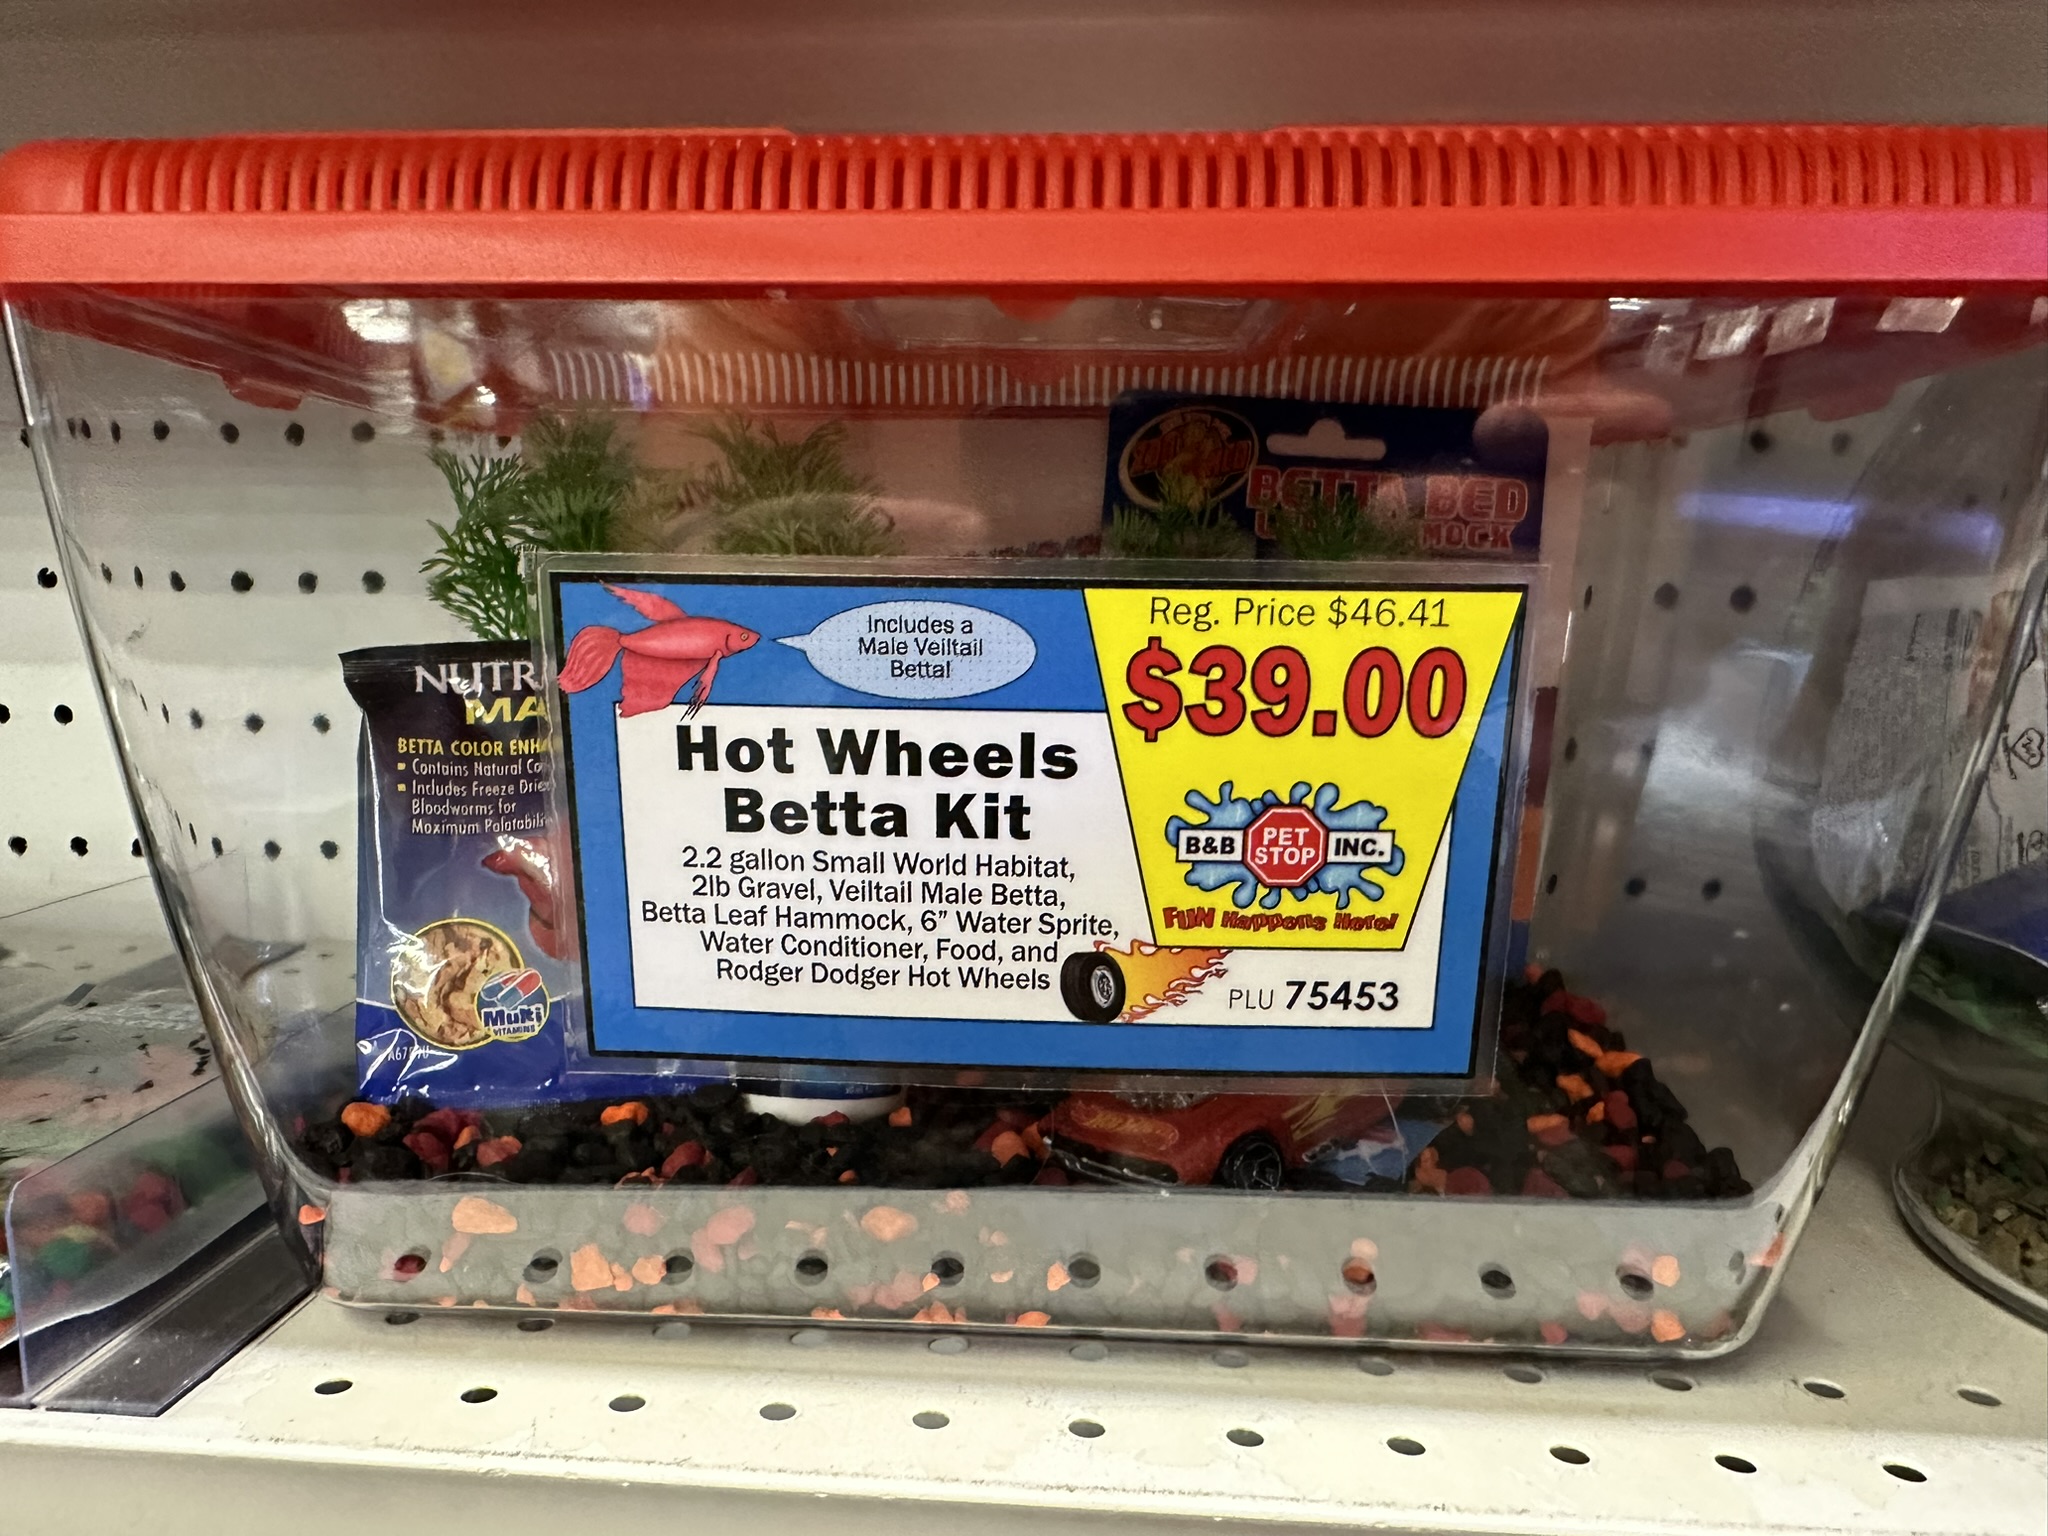 BETTA BED
MOCK
Includes a
Male Veiltail
Betta!
Reg. Price $46.41
$39.00
NUTR
MA
BETTA COLOR ENHA
Contains Natural Co
Includes Freeze Dried
Bloodworms for
Maximum Palatabili
Hot Wheels
Betta Kit
2.2 gallon Small World Habitat,
2lb Gravel, Veiltail Male Betta,
Betta Leaf Hammock, 6” Water Sprite,
Water Conditioner, Food, and
Rodger Dodger Hot Wheels
B&B PET STOP INC.
FUN Happens Here!
PLU 75453
Multi
VITAMINS